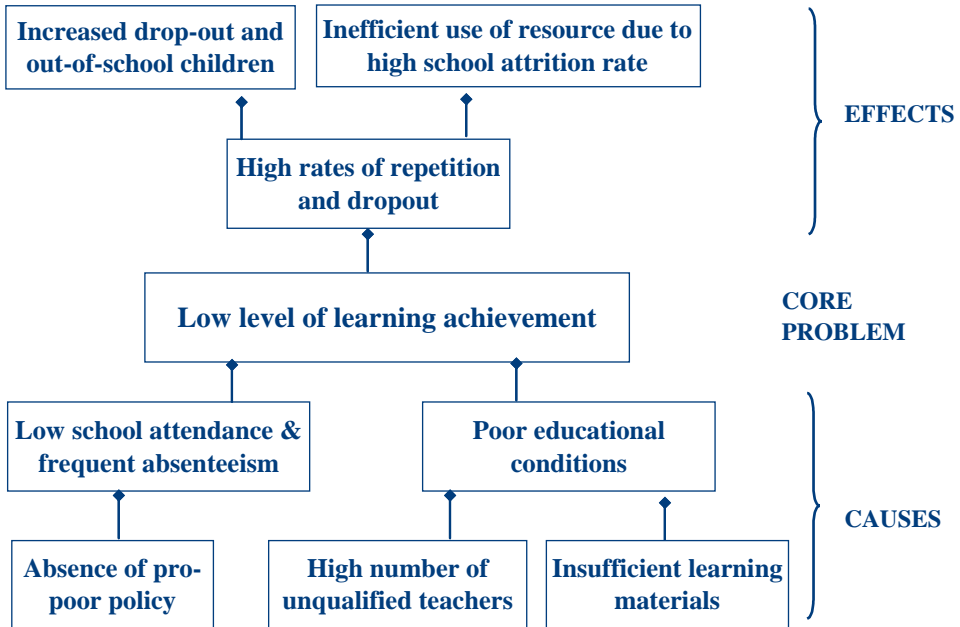 Increased drop-out and
out-of-school children
Inefficient use of resource due to
high school attrition rate
EFFECTS
High rates of repetition
and dropout
Low level of learning achievement
CORE
PROBLEM
Low school attendance &
frequent absenteeism
Poor educational
conditions
CAUSES
Absence of pro-
poor policy
High number of
unqualified teachers
Insufficient learning
materials